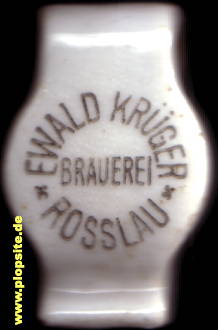 * EWALD KRÜGER *
BRAUEREI
ROSSLAU
www.plopsite.de